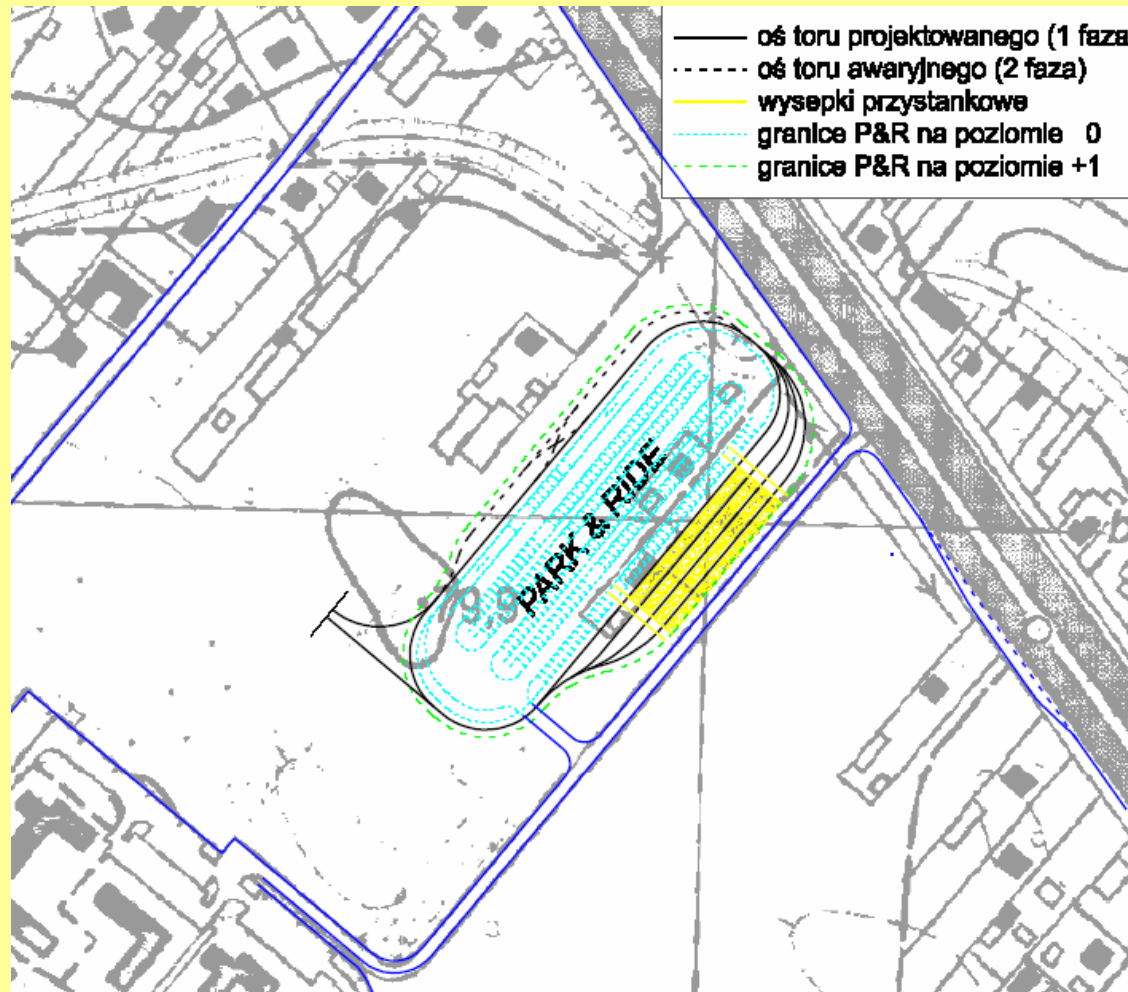 oś toru projektowanego (1 faza
oś toru awaryjnego (2 faza)
wysepki przystankowe
granice P&R na poziomie 0
granice P&R na poziomie +1
PARK & RIDE